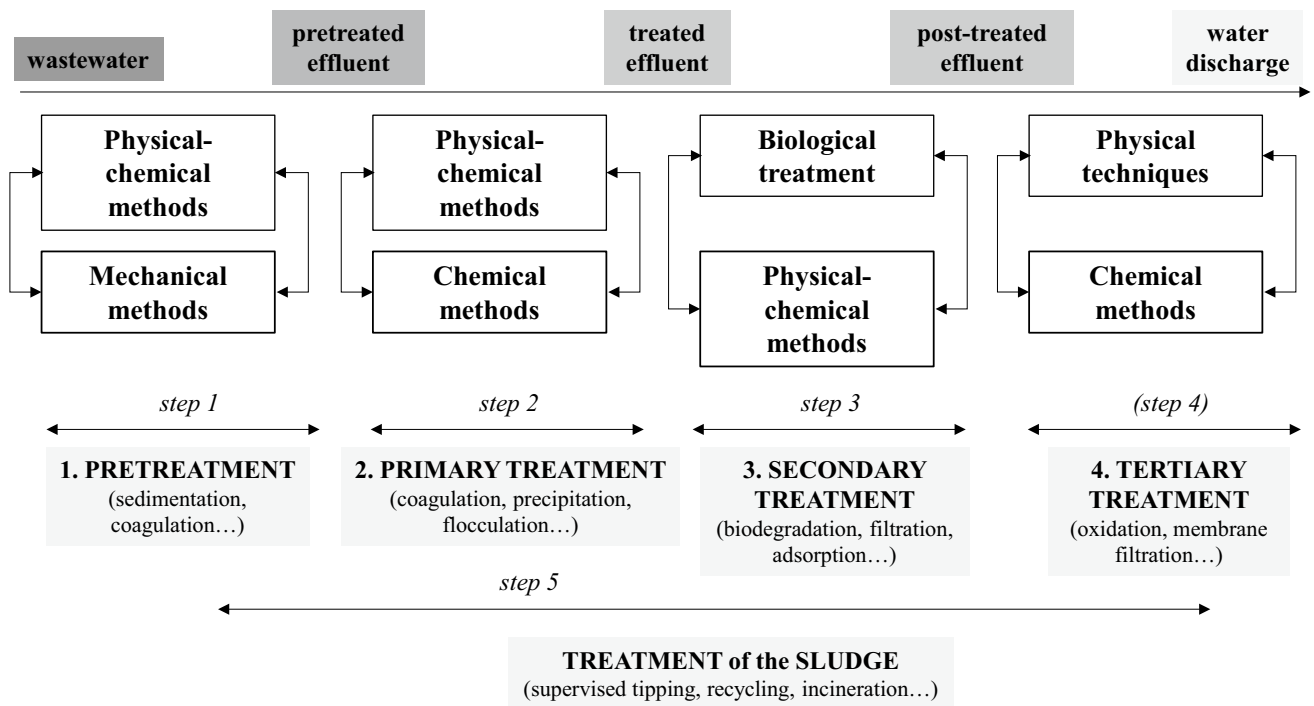 wastewater
pretreated
effluent
treated
effluent
post-treated
effluent
water
discharge
Physical-
chemical
methods
Mechanical
methods
Physical-
chemical
methods
Chemical
methods
Biological
treatment
Physical-
chemical
methods
Physical
techniques
Chemical
methods
step 1
step 2
step 3
(step 4)
1. PRETREATMENT
(sedimentation,
coagulation…)
2. PRIMARY TREATMENT
(coagulation, precipitation,
flocculation…)
3. SECONDARY
TREATMENT
(biodegradation, filtration,
adsorption…)
4. TERTIARY
TREATMENT
(oxidation, membrane
filtration…)
step 5
TREATMENT of the SLUDGE
(supervised tipping, recycling, incineration…)